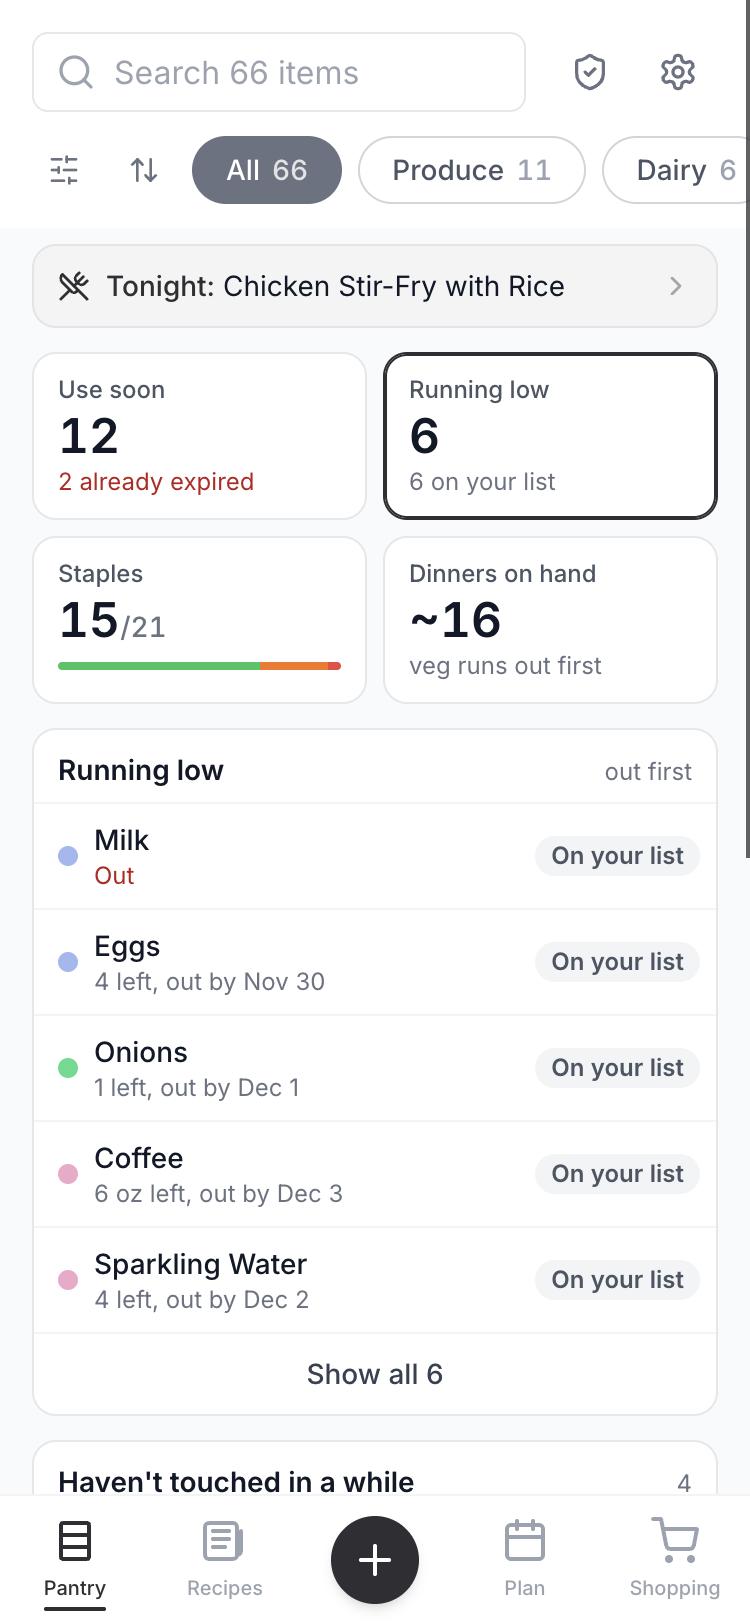 Search 66 items
All 66 Produce 11 Dairy 6
Tonight: Chicken Stir-Fry with Rice
Use soon
12
2 already expired
Running low
6
6 on your list
Staples
15/21
Dinners on hand
~16
veg runs out first
Running low out first
Milk
Out
On your list
Eggs
4 left, out by Nov 30
On your list
Onions
1 left, out by Dec 1
On your list
Coffee
6 oz left, out by Dec 3
On your list
Sparkling Water
4 left, out by Dec 2
On your list
Show all 6
Haven't touched in a while 4
Pantry Recipes Plan Shopping